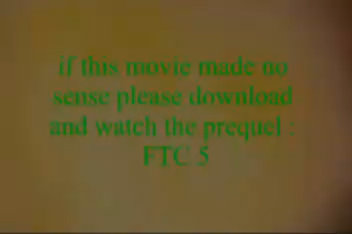 if this movie made no
sense please download
and watch the prequel :
FTC 5